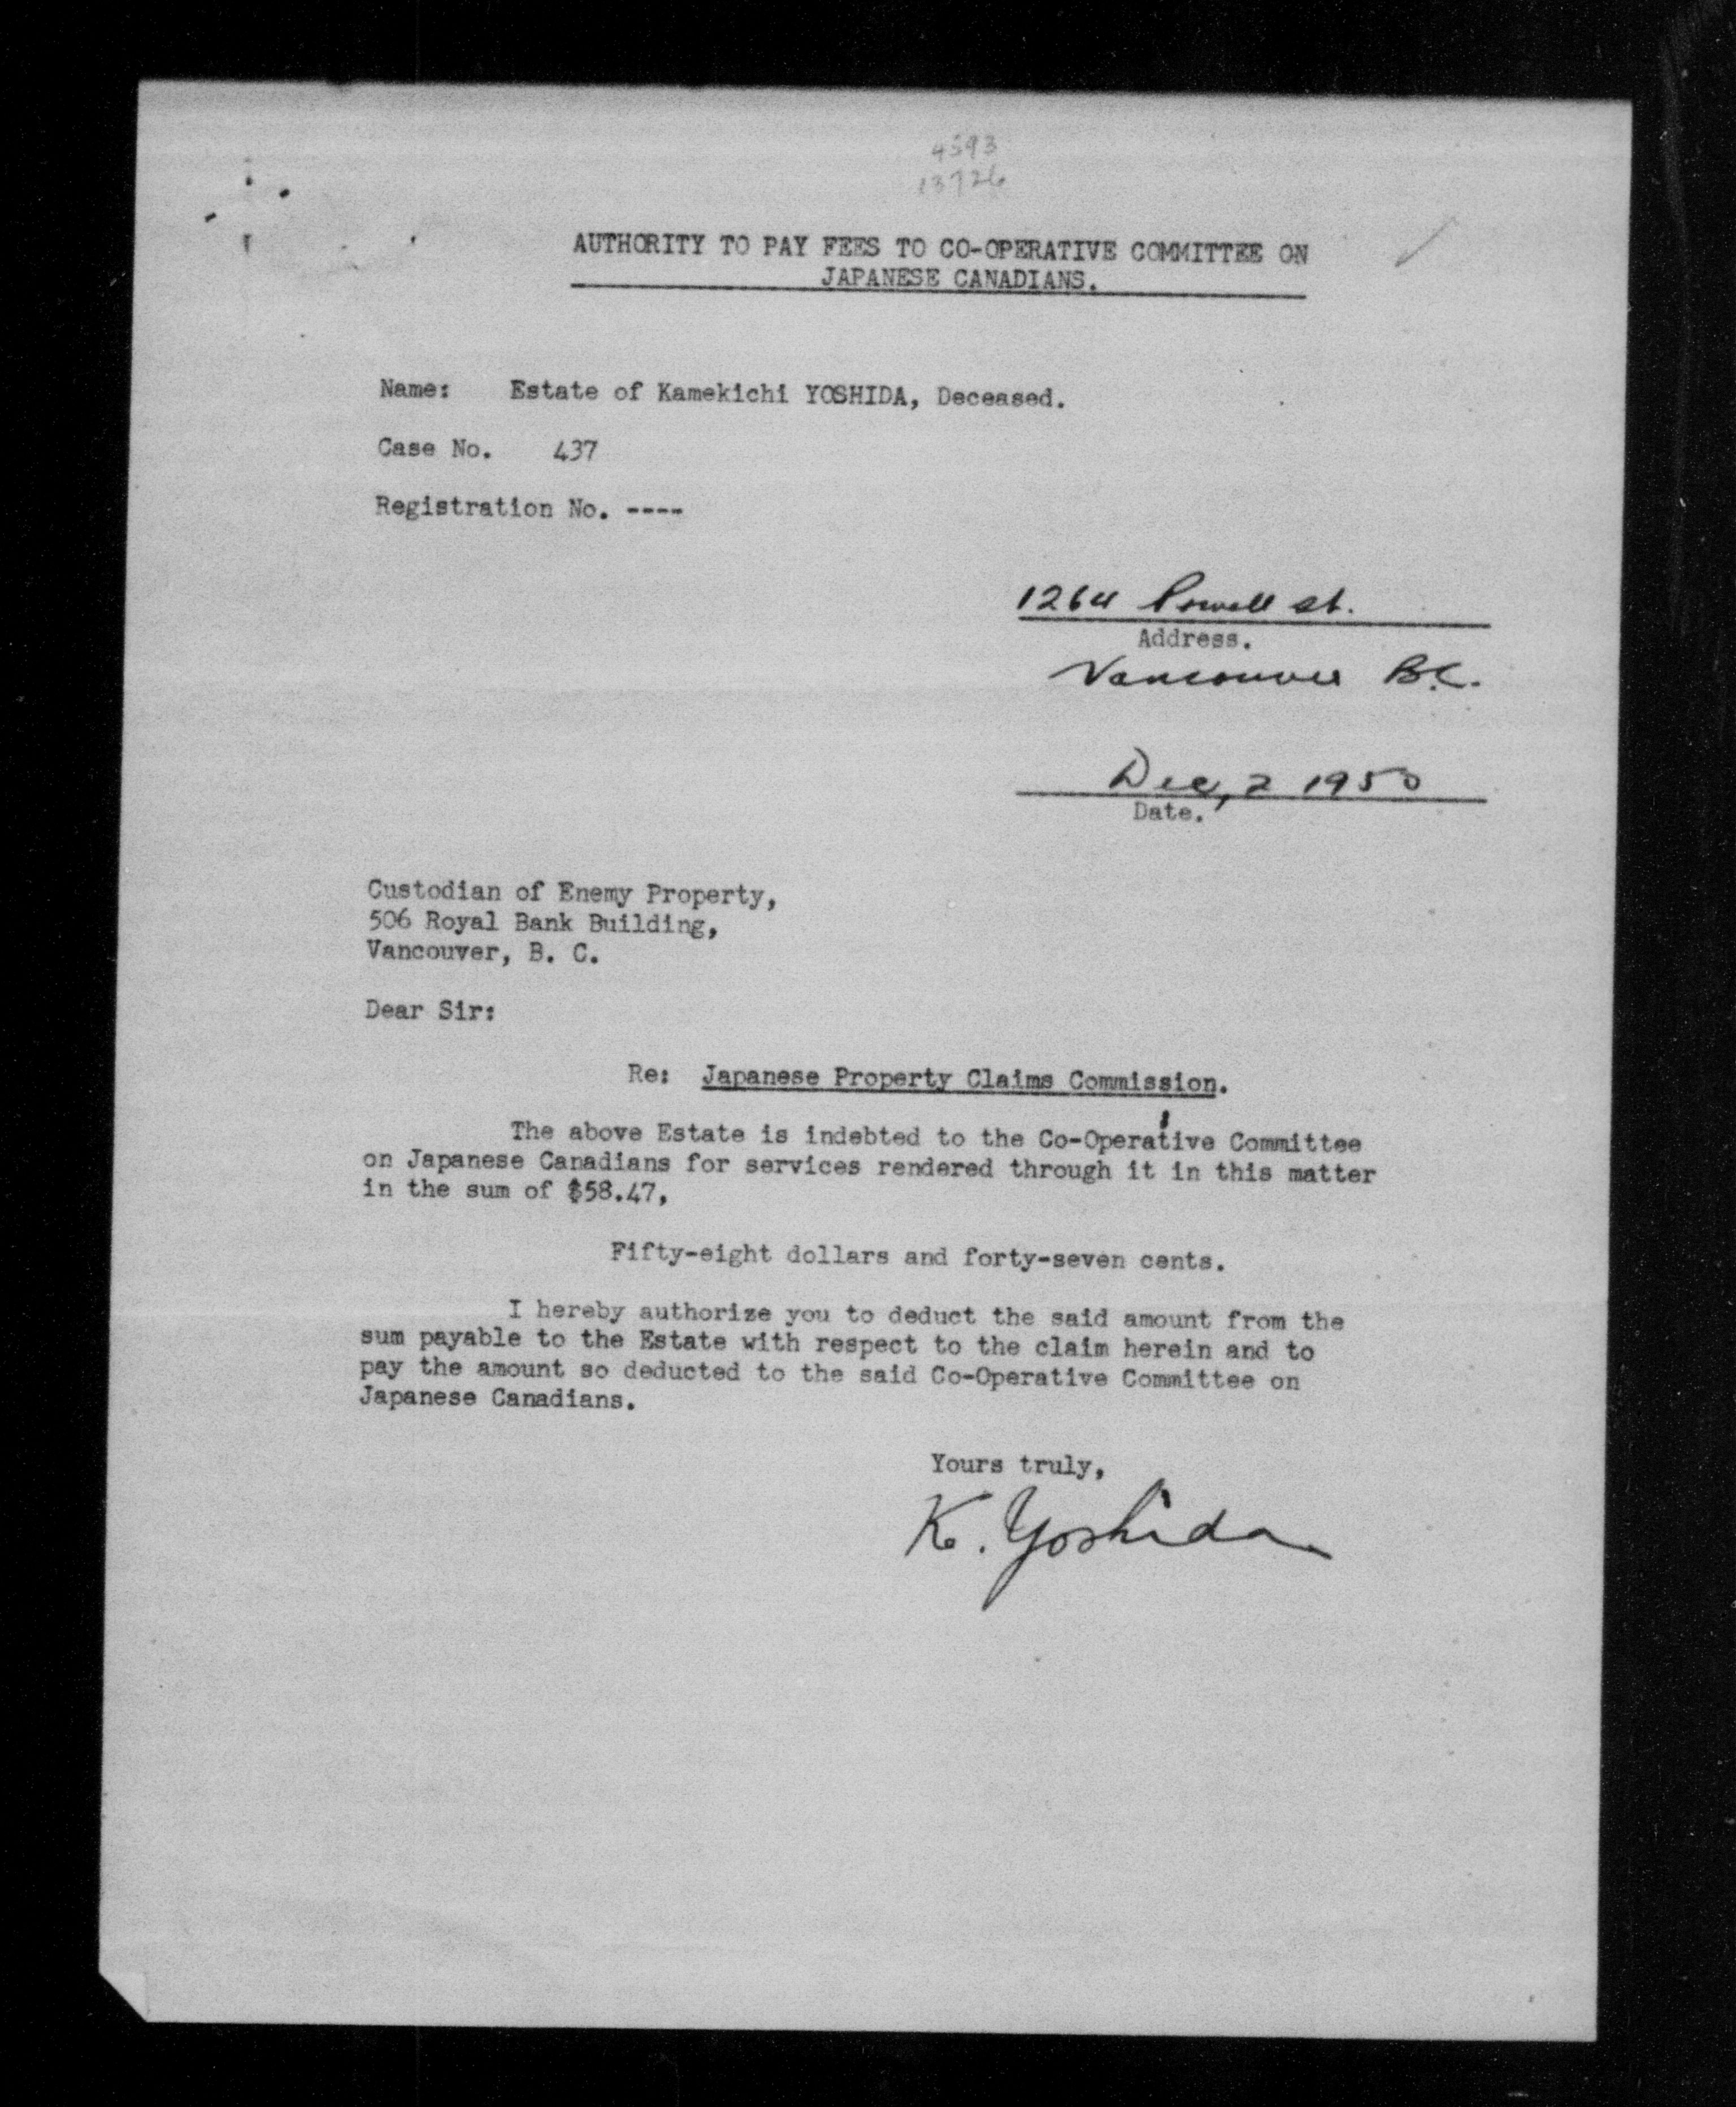 4593
13726
AUTHORITY TO PAY FEES TO CO-OPERATIVE COMMITTEE ON
JAPANESE CANADIANS.
Name: Estate of Kamekichi YOSHIDA, Deceased.
Case No. 437
Registration No. ----
1264 Powell St.
Address.
Vancouver B.C.
Dec, 2 1950
Date.
Custodian of Enemy Property,
506 Royal Bank Building,
Vancouver, B. C.
Dear Sir:
Re: Japanese Property Claims Commission.
The above Estate is indebted to the Co-Operative Committee
on Japanese Canadians for services rendered through it in this matter
in the sum of $58.47,
Fifty-eight dollars and forty-seven cents.
I hereby authorize you to deduct the said amount from the
sum payable to the Estate with respect to the claim herein and to
pay the amount so deducted to the said Co-Operative Committee on
Japanese Canadians.
Yours truly,
K. Yoshida